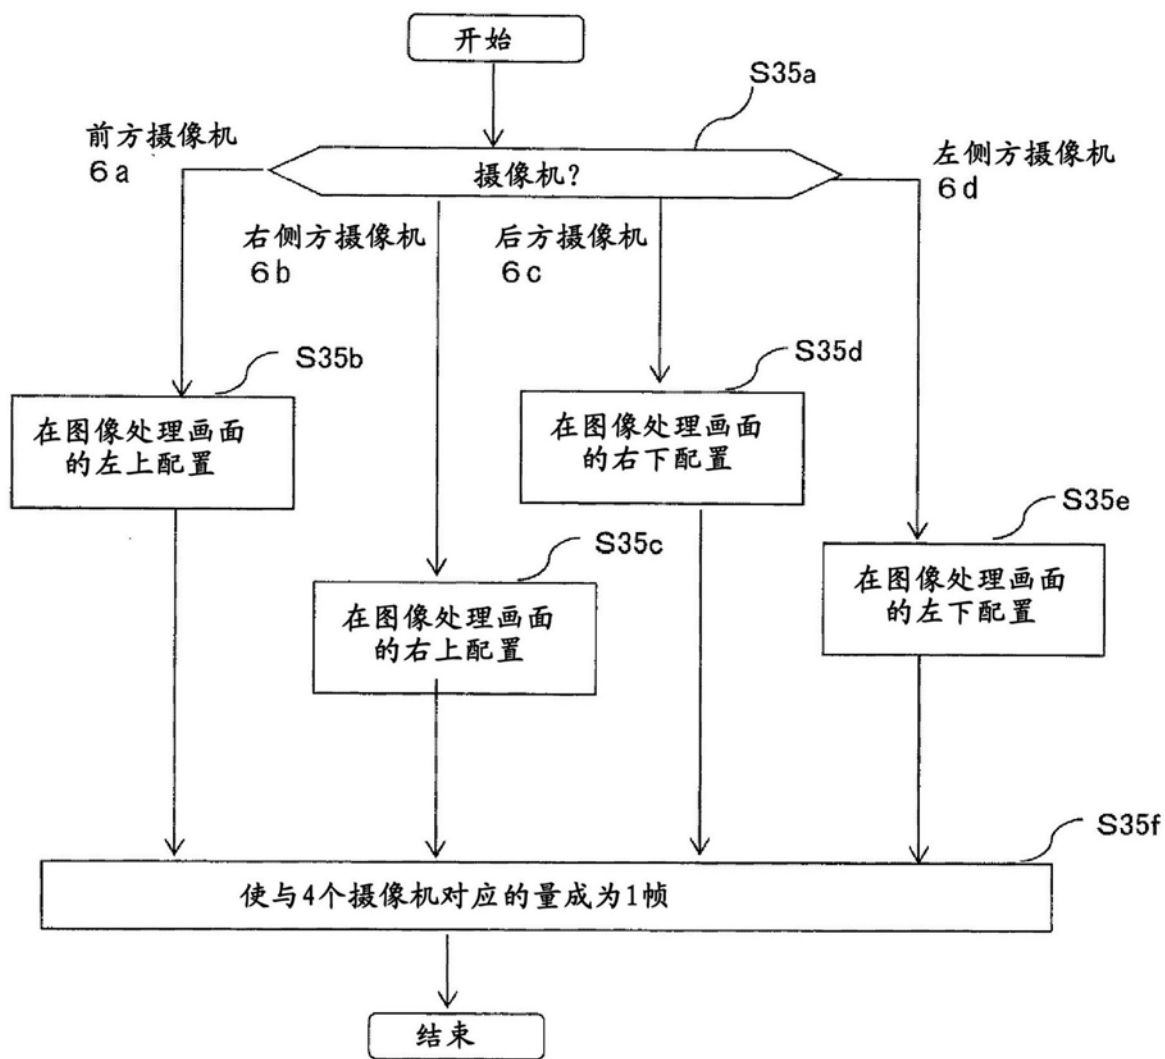 开始
S35a
摄像机?
前方摄像机
6a
右侧方摄像机
6b
后方摄像机
6c
左侧方摄像机
6d
S35b
在图像处理画面
的左上配置
S35d
在图像处理画面
的右下配置
S35c
在图像处理画面
的右上配置
S35e
在图像处理画面
的左下配置
S35f
使与4个摄像机对应的量成为1帧
结束